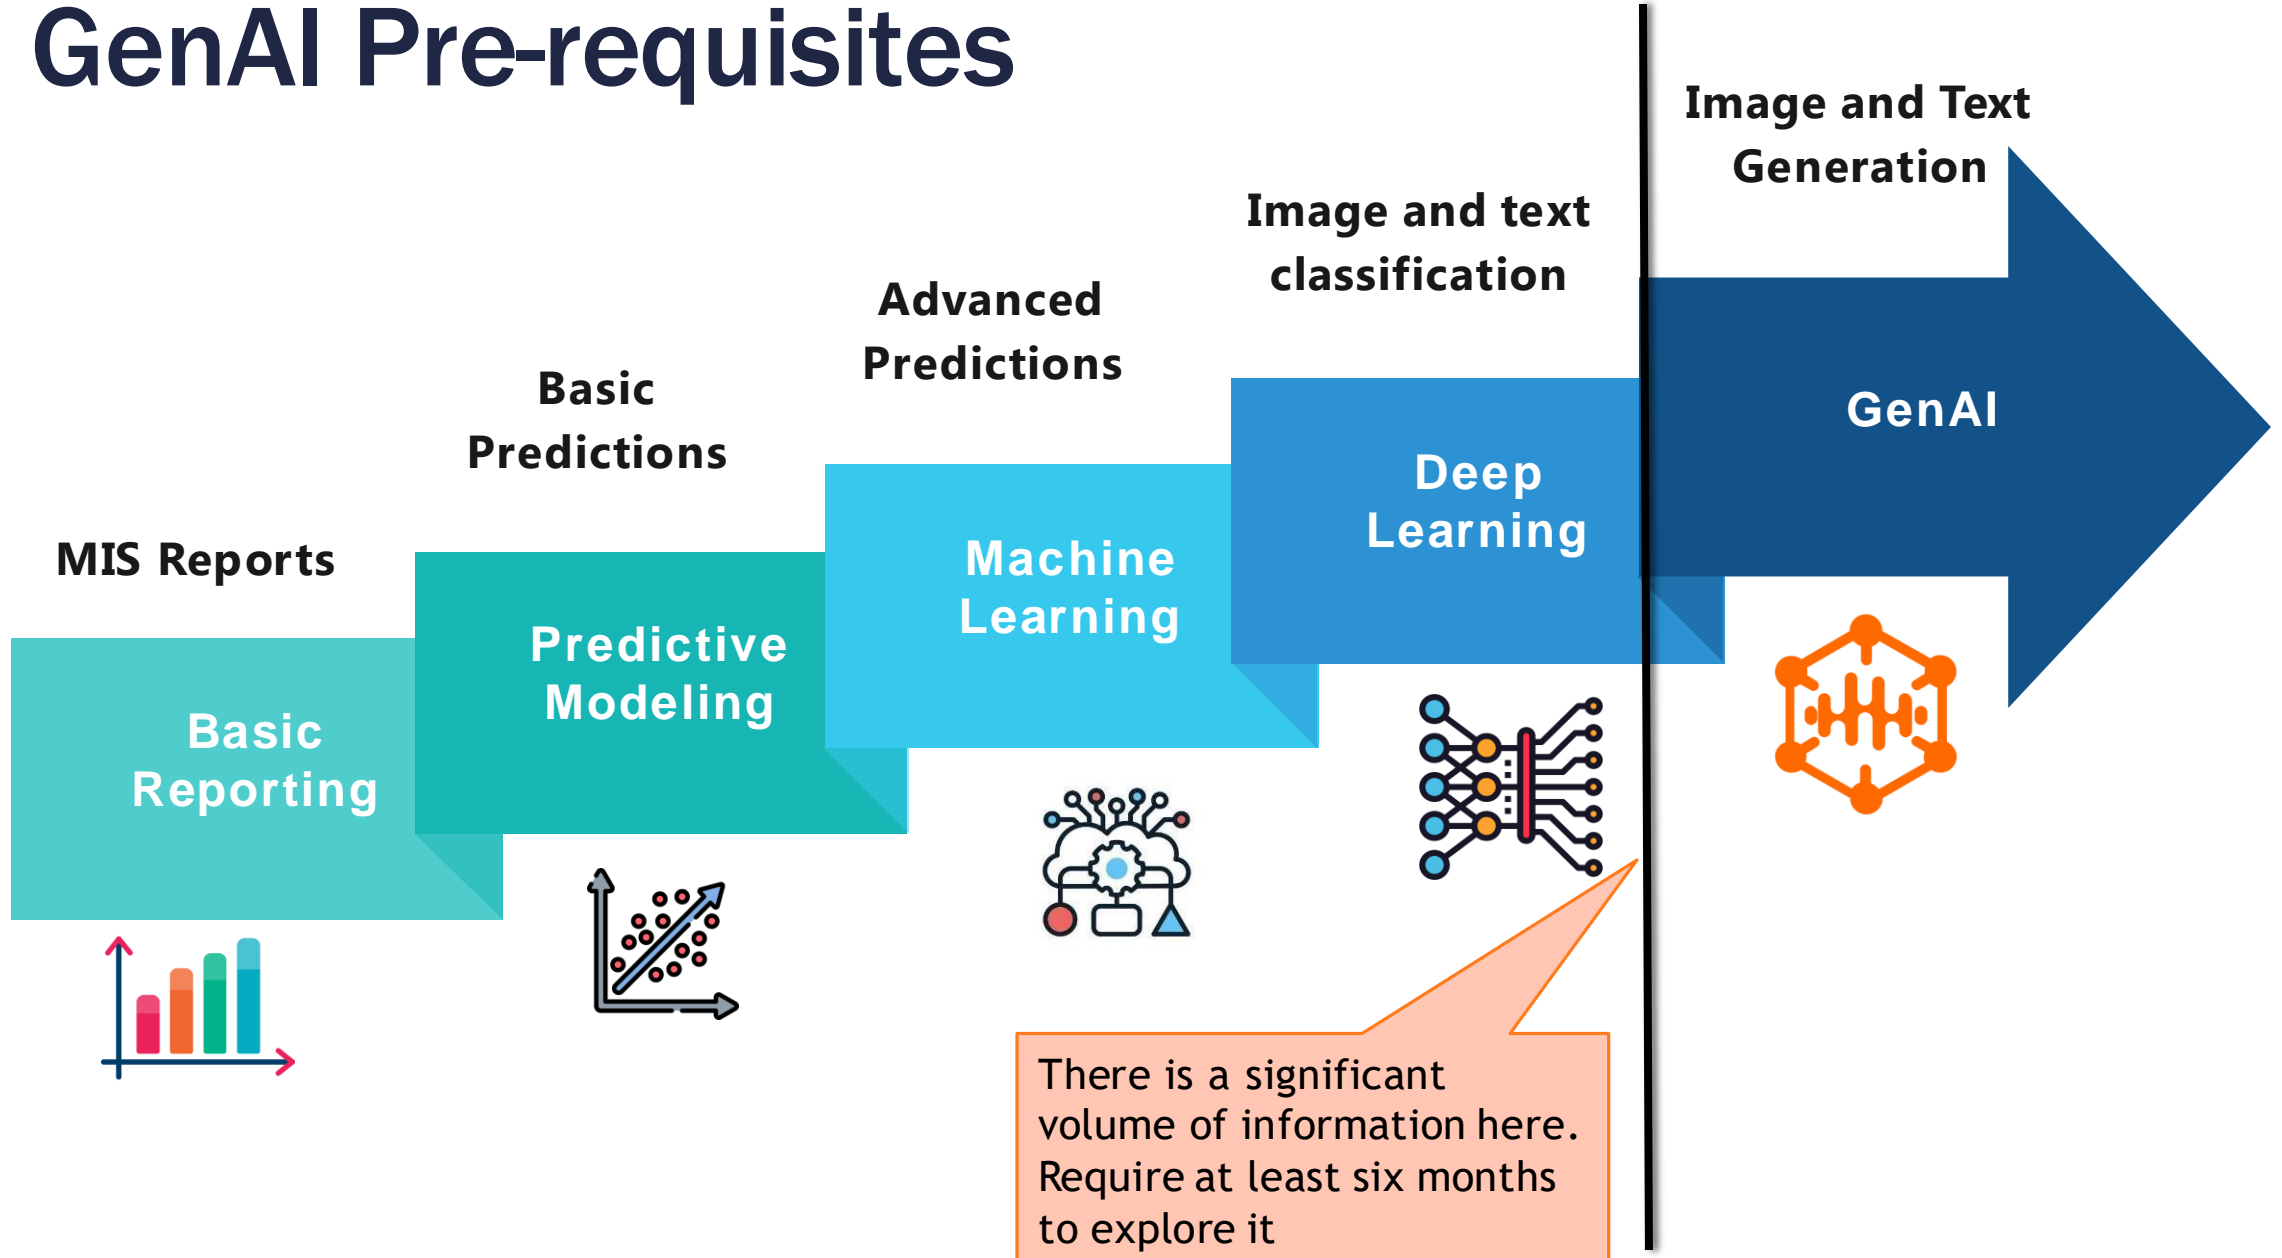 GenAI Pre-requisites
MIS Reports
Basic
Reporting
Basic
Predictions
Predictive
Modeling
Advanced
Predictions
Machine
Learning
Image and text
classification
Deep
Learning
Image and Text
Generation
GenAI
There is a significant
volume of information here.
Require at least six months
to explore it